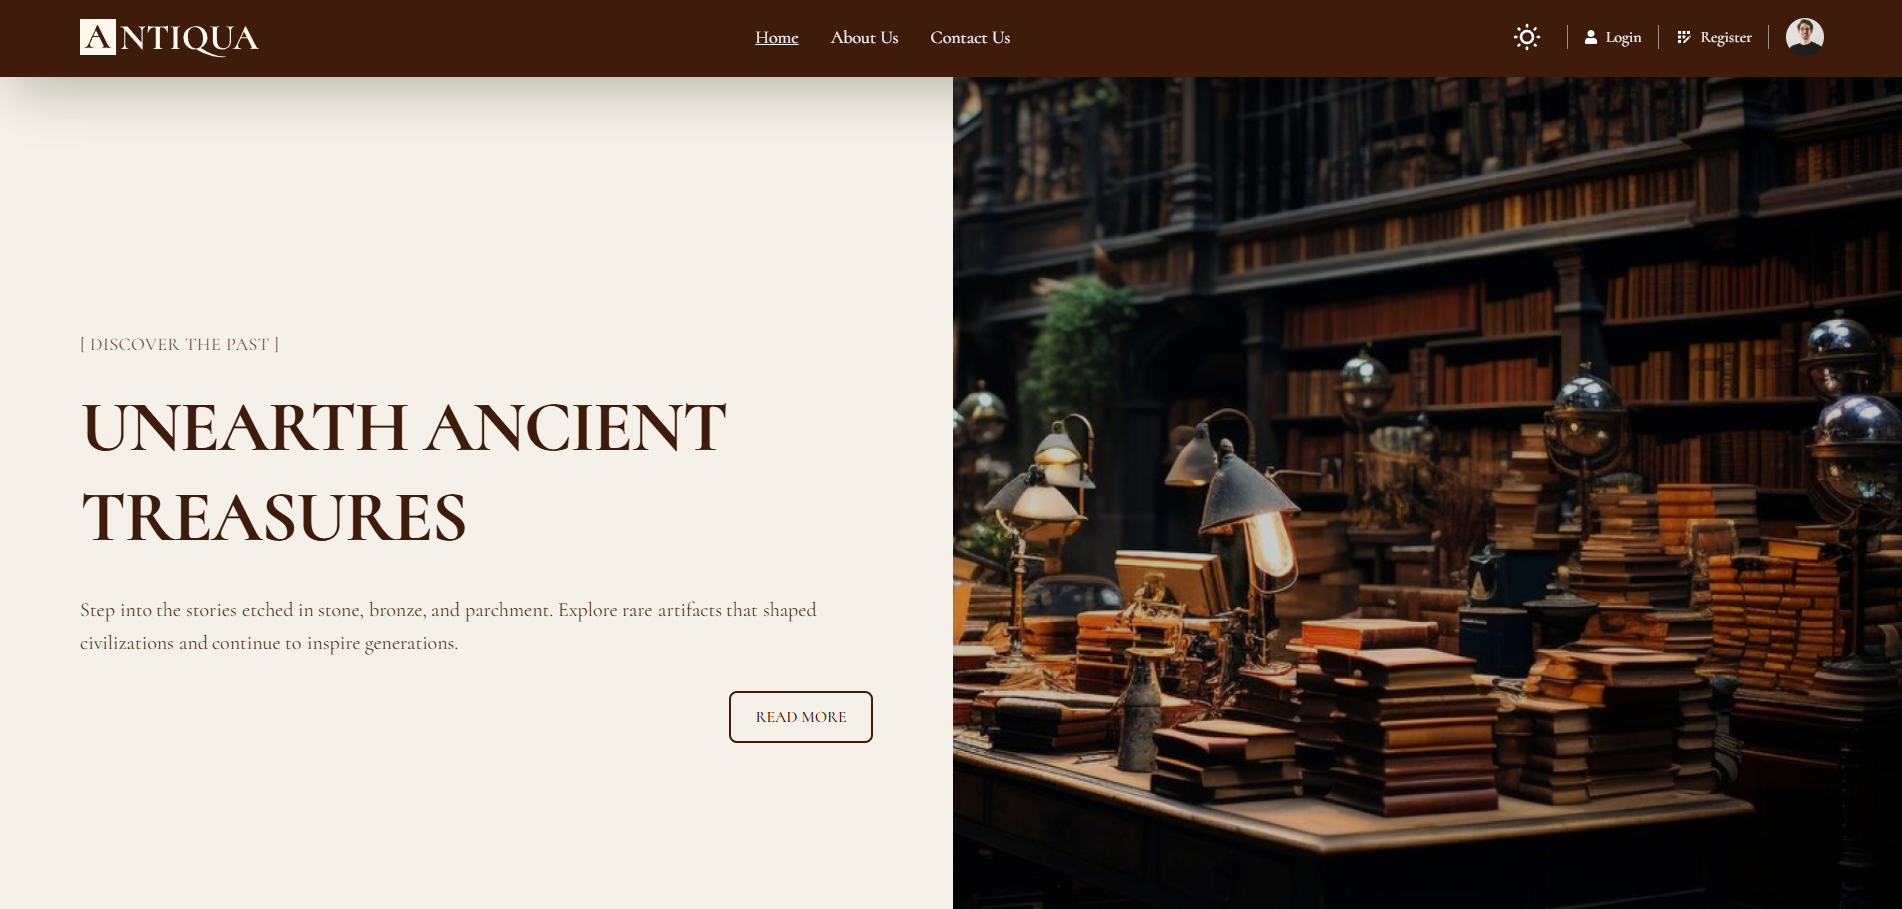 ANTIQUA
Home About Us Contact Us
Login Register
[ DISCOVER THE PAST ]
UNEARTH ANCIENT
TREASURES
Step into the stories etched in stone, bronze, and parchment. Explore rare artifacts that shaped
civilizations and continue to inspire generations.
READ MORE